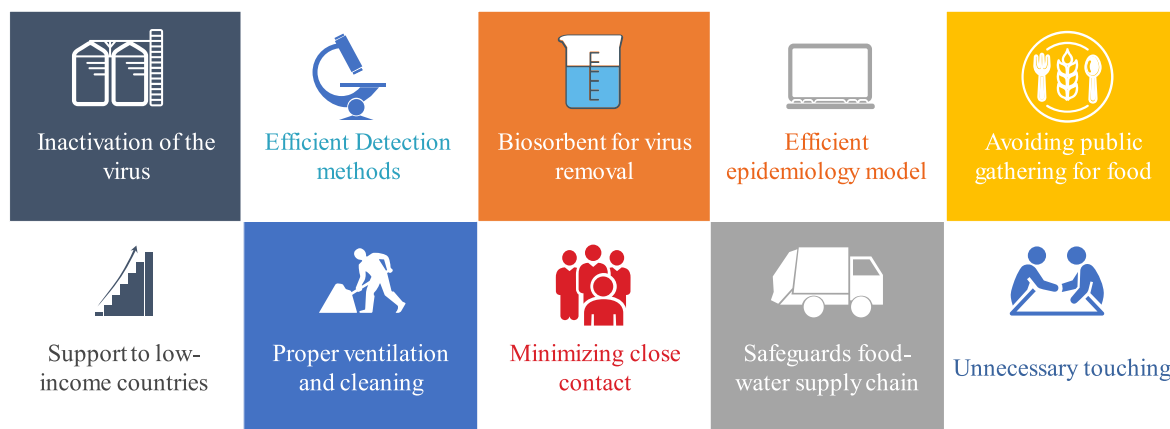 Inactivation of the
virus
Efficient Detection
methods
Biosorbent for virus
removal
Efficient
epidemiology model
Avoiding public
gathering for food
Support to low-
income countries
Proper ventilation
and cleaning
Minimizing close
contact
Safeguards food-
water supply chain
Unnecessary touching